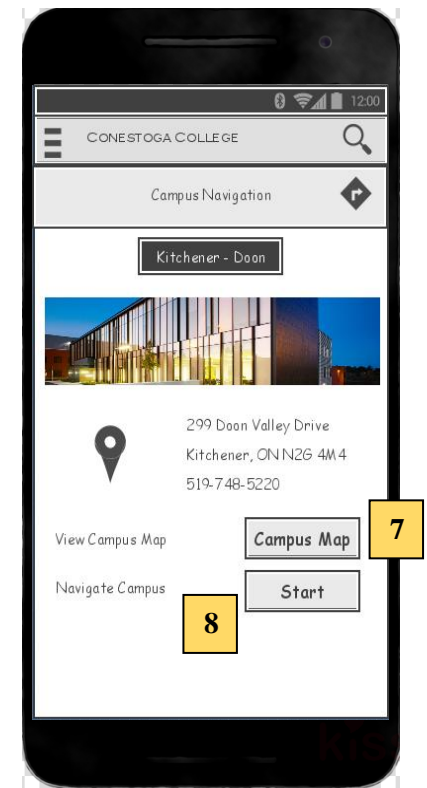 12:00
CONESTOGA COLLEGE
Campus Navigation
Kitchener - Doon
299 Doon Valley Drive
Kitchener, ON N2G 4M4
519-748-5220
7
View Campus Map Campus Map
Navigate Campus Start
8
kis